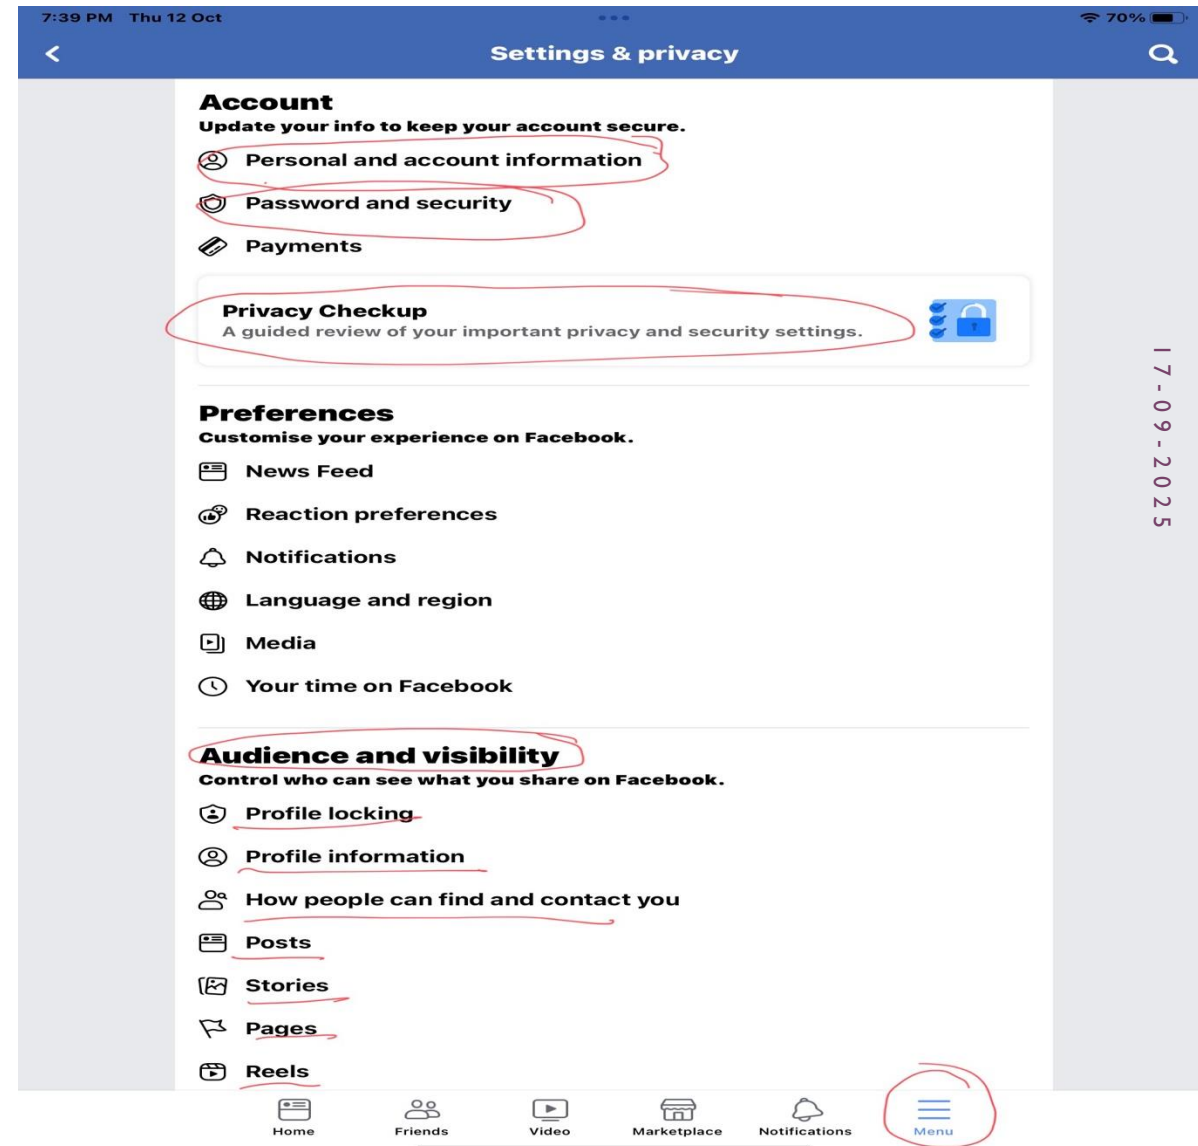 7:39 PM Thu 12 Oct
70%
Settings & privacy
Account
Update your info to keep your account secure.
Personal and account information
Password and security
Payments
Privacy Checkup
A guided review of your important privacy and security settings.
Preferences
Customise your experience on Facebook.
News Feed
Reaction preferences
Notifications
Language and region
Media
Your time on Facebook
Audience and visibility
Control who can see what you share on Facebook.
Profile locking
Profile information
How people can find and contact you
Posts
Stories
Pages
Reels
Home Friends Video Marketplace Notifications Menu
17-09-2025